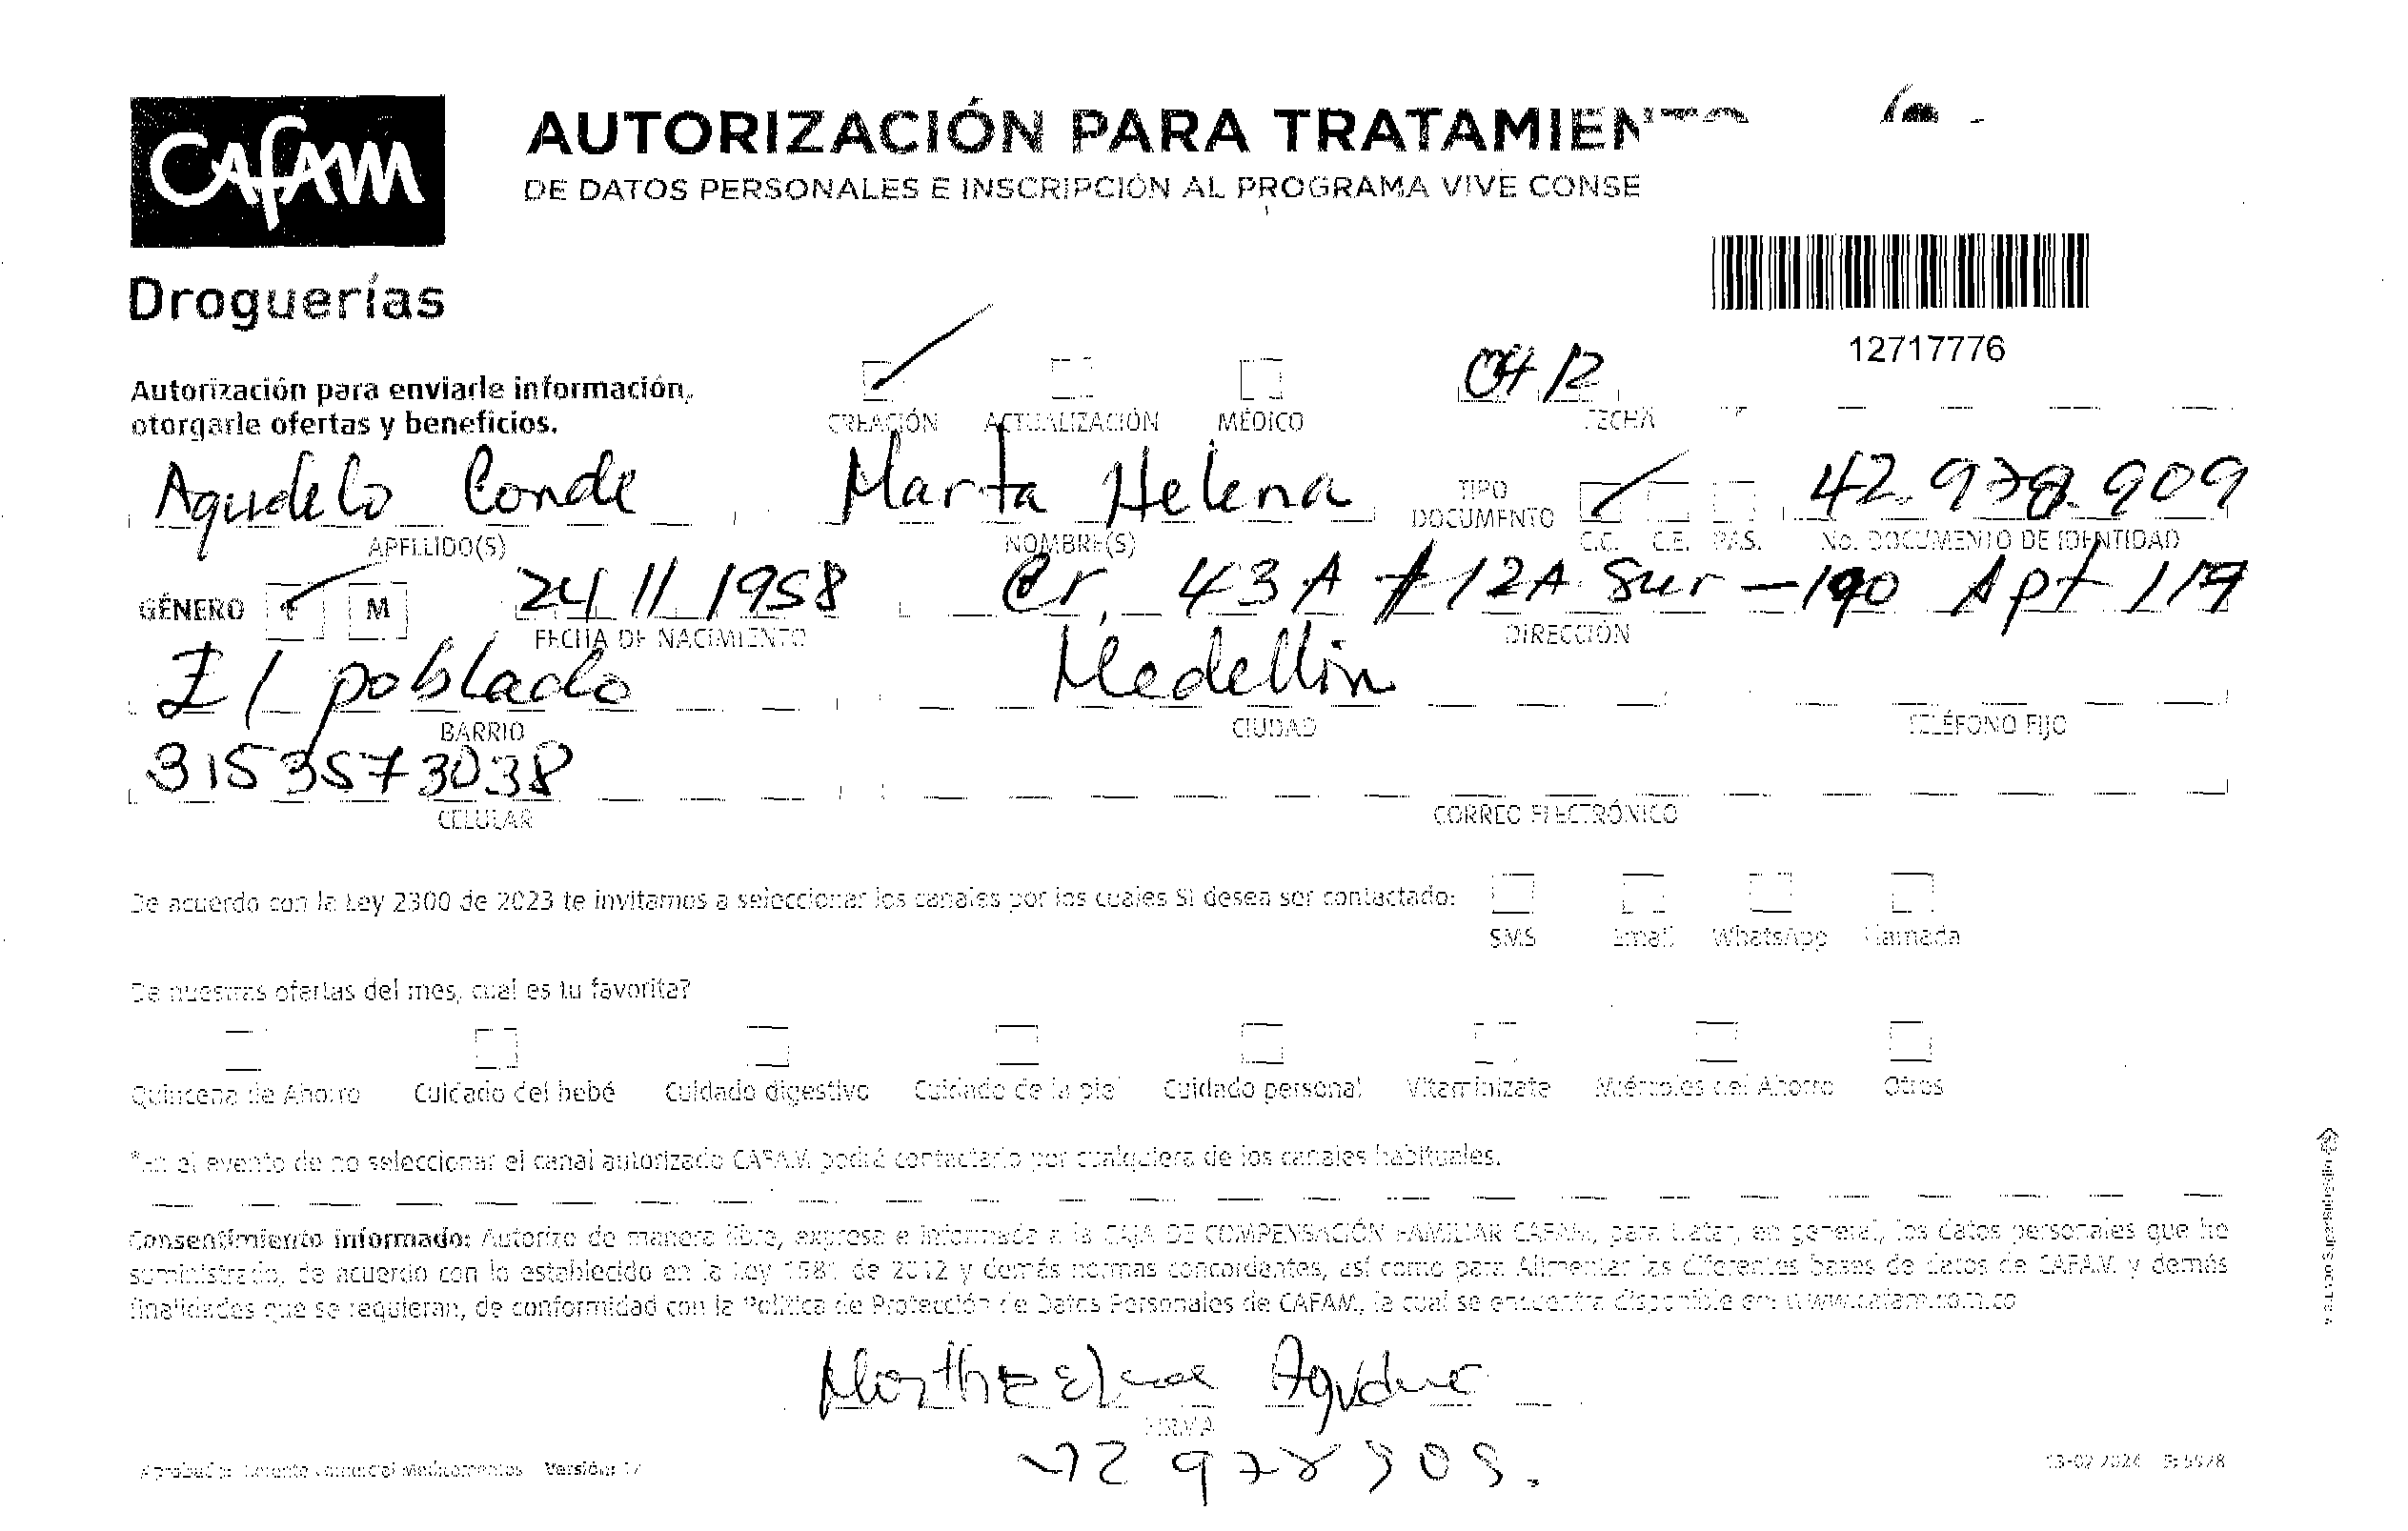 CAFAM
Droguerías
AUTORIZACIÓN PARA TRATAMIEN
DE DATOS PERSONALES E INSCRIPCIÓN AL PROGRAMA VIVE CONSE
12717776
Autorización para enviarle información,
otorgarle ofertas y beneficios.
CREACIÓN ACTUALIZACIÓN MÉDICO
04 12
FECHA
Agudelo Conde Marta Helena TIPO DOCUMENTO 42.978.909
APELLIDO(S) NOMBRE(S) C.C. C.E. PAS. No. DOCUMENTO DE IDENTIDAD
GÉNERO F M 24 11 1958 Cr. 43A # 12A Sur - 190 Apt
FECHA DE NACIMIENTO DIRECCIÓN
El poblado Medellin
BARRIO CIUDAD TELÉFONO FIJO
3153573038
CELULAR CORREO ELECTRÓNICO
De acuerdo con la Ley 2300 de 2023 te invitamos a seleccionar los canales por los cuales SI desea ser contactado:
SMS Email WhatsApp Llamada
De nuestras ofertas del mes, cual es tu favorita?
Quincena de Ahorro Cuidado del bebé Cuidado digestivo Cuidado de la piel Cuidado personal Vitaminízate Miércoles del Ahorro Otros
*En el evento de no seleccionar el canal autorizado CAFAM podrá contactarlo por cualquiera de los canales habituales.
Consentimiento informado: Autorizo de manera libre, expresa e informada a la CAJA DE COMPENSACIÓN FAMILIAR CAFAM, para tratar, en general, los datos personales que he
suministrado, de acuerdo con lo establecido en la Ley 1581 de 2012 y demás normas concordantes, así como para Alimentar las diferentes bases de datos de CAFAM y demás
finalidades que se requieran, de conformidad con la Política de Protección de Datos Personales de CAFAM, la cual se encuentra disponible en: www.cafam.com.co
FIRMA
42 978 909.
Versión: 17
13-02-2024